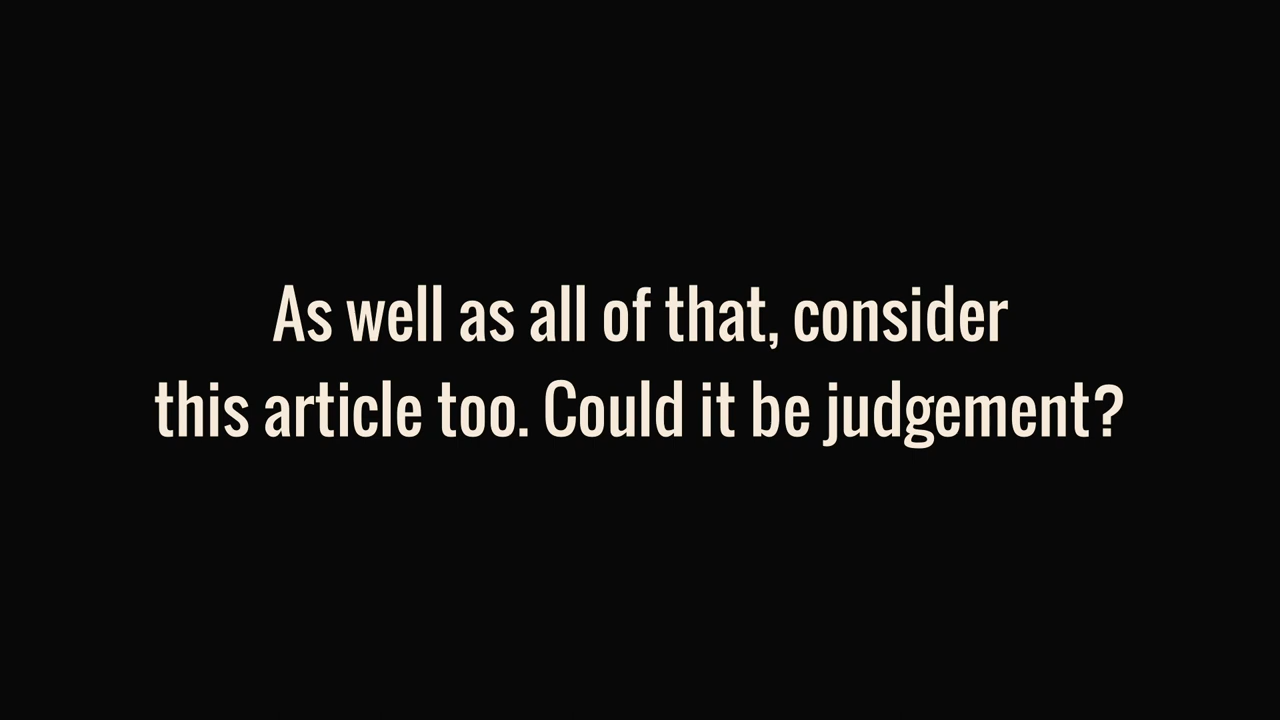 As well as all of that, consider
this article too. Could it be judgement?